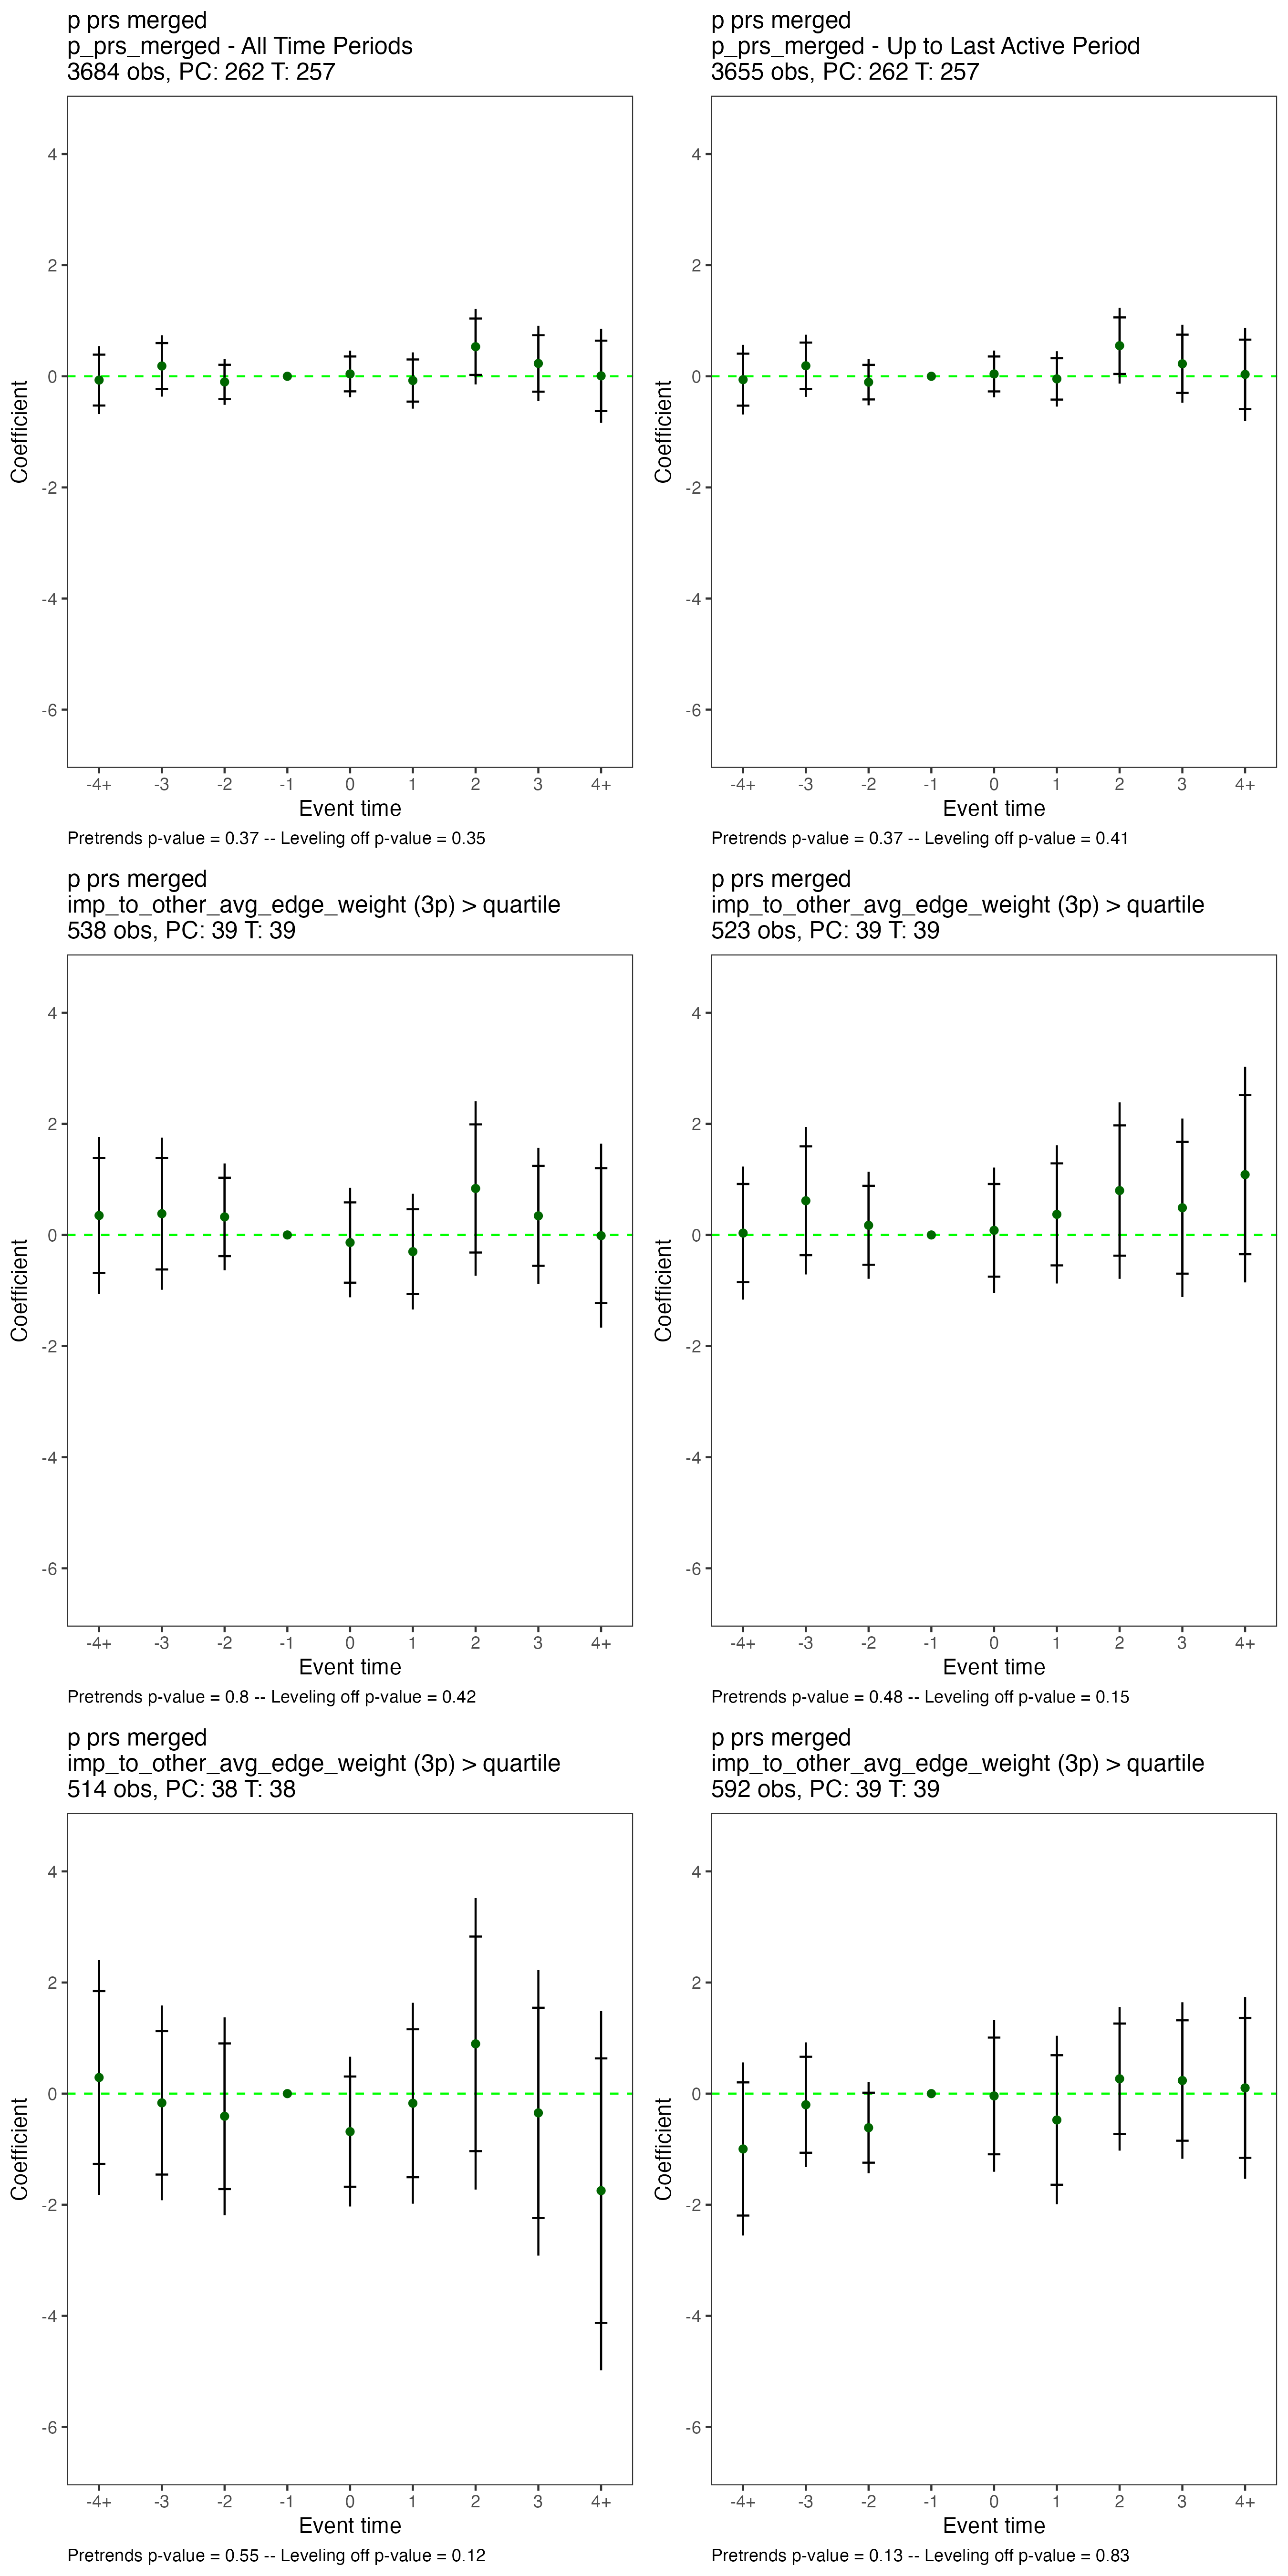 p prs merged
p_prs_merged - All Time Periods
3684 obs, PC: 262 T: 257
Coefficient
4
2
0
-2
-4
-6
-4+ -3 -2 -1 0 1 2 3 4+
Event time
Pretrends p-value = 0.37 -- Leveling off p-value = 0.35
p prs merged
p_prs_merged - Up to Last Active Period
3655 obs, PC: 262 T: 257
Coefficient
4
2
0
-2
-4
-6
-4+ -3 -2 -1 0 1 2 3 4+
Event time
Pretrends p-value = 0.37 -- Leveling off p-value = 0.41
p prs merged
imp_to_other_avg_edge_weight (3p) > quartile
538 obs, PC: 39 T: 39
Coefficient
4
2
0
-2
-4
-6
-4+ -3 -2 -1 0 1 2 3 4+
Event time
Pretrends p-value = 0.8 -- Leveling off p-value = 0.42
p prs merged
imp_to_other_avg_edge_weight (3p) > quartile
523 obs, PC: 39 T: 39
Coefficient
4
2
0
-2
-4
-6
-4+ -3 -2 -1 0 1 2 3 4+
Event time
Pretrends p-value = 0.48 -- Leveling off p-value = 0.15
p prs merged
imp_to_other_avg_edge_weight (3p) > quartile
514 obs, PC: 38 T: 38
Coefficient
4
2
0
-2
-4
-6
-4+ -3 -2 -1 0 1 2 3 4+
Event time
Pretrends p-value = 0.55 -- Leveling off p-value = 0.12
p prs merged
imp_to_other_avg_edge_weight (3p) > quartile
592 obs, PC: 39 T: 39
Coefficient
4
2
0
-2
-4
-6
-4+ -3 -2 -1 0 1 2 3 4+
Event time
Pretrends p-value = 0.13 -- Leveling off p-value = 0.83